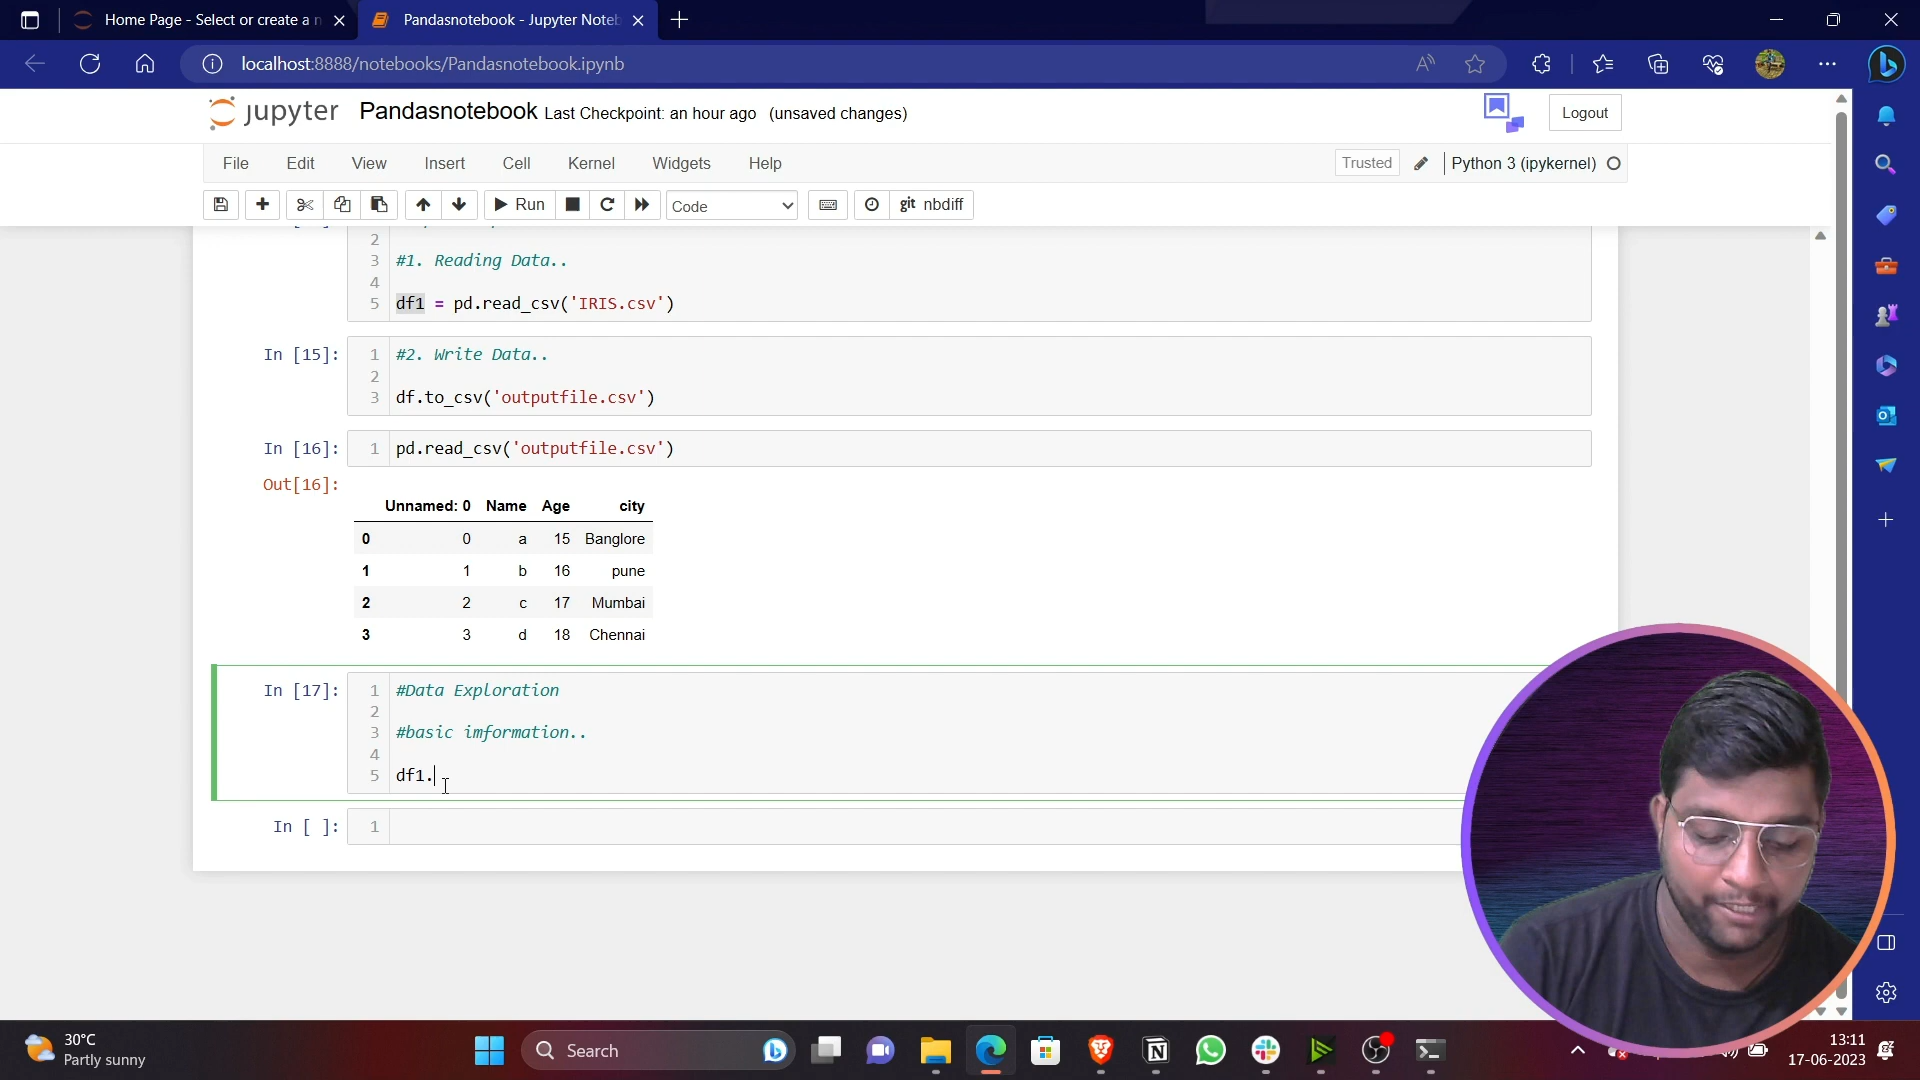 Home Page - Select or create a n
Pandasnotebook - Jupyter Noteb
localhost:8888/notebooks/Pandasnotebook.ipynb
jupyter Pandasnotebook Last Checkpoint: an hour ago (unsaved changes)
Logout
File Edit View Insert Cell Kernel Widgets Help
Trusted Python 3 (ipykernel)
Run Code git nbdiff
2
3 #1. Reading Data..
4
5 df1 = pd.read_csv('IRIS.csv')
In [15]: 1 #2. Write Data..
2
3 df.to_csv('outputfile.csv')
In [16]: 1 pd.read_csv('outputfile.csv')
Out[16]:
Unnamed: 0 Name Age city
0 0 a 15 Banglore
1 1 b 16 pune
2 2 c 17 Mumbai
3 3 d 18 Chennai
In [17]: 1 #Data Exploration
2
3 #basic imformation..
4
5 df1.
In [ ]: 1
30°C
Partly sunny
Search
13:11
17-06-2023